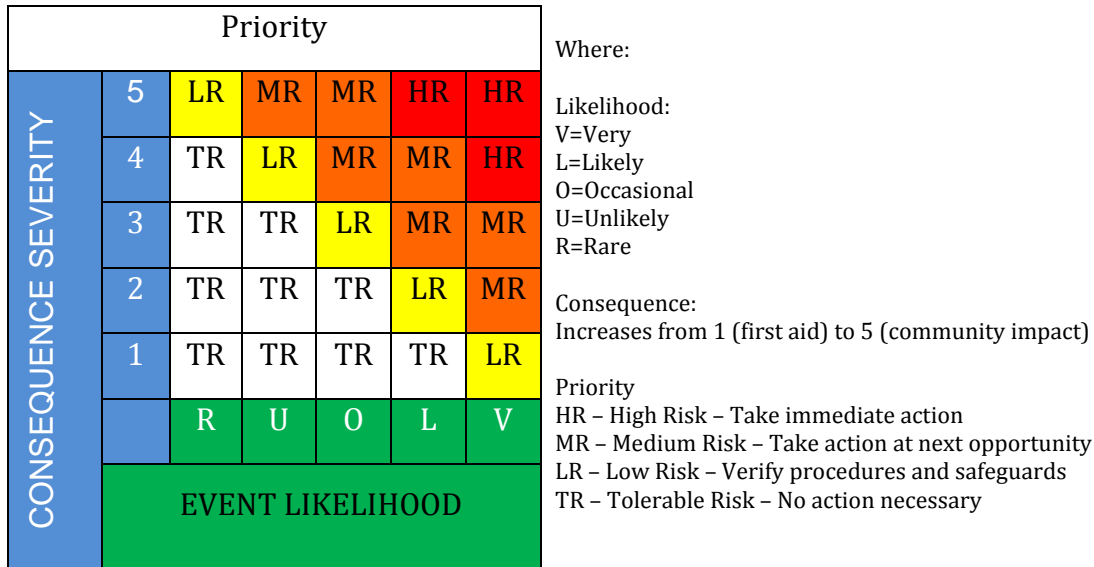 Priority
CONSEQUENCE SEVERITY
5 LR MR MR HR HR
4 TR LR MR MR HR
3 TR TR LR MR MR
2 TR TR TR LR MR
1 TR TR TR TR LR
R U O L V
EVENT LIKELIHOOD
Where:
Likelihood:
V=Very
L=Likely
O=Occasional
U=Unlikely
R=Rare
Consequence:
Increases from 1 (first aid) to 5 (community impact)
Priority
HR – High Risk – Take immediate action
MR – Medium Risk – Take action at next opportunity
LR – Low Risk – Verify procedures and safeguards
TR – Tolerable Risk – No action necessary